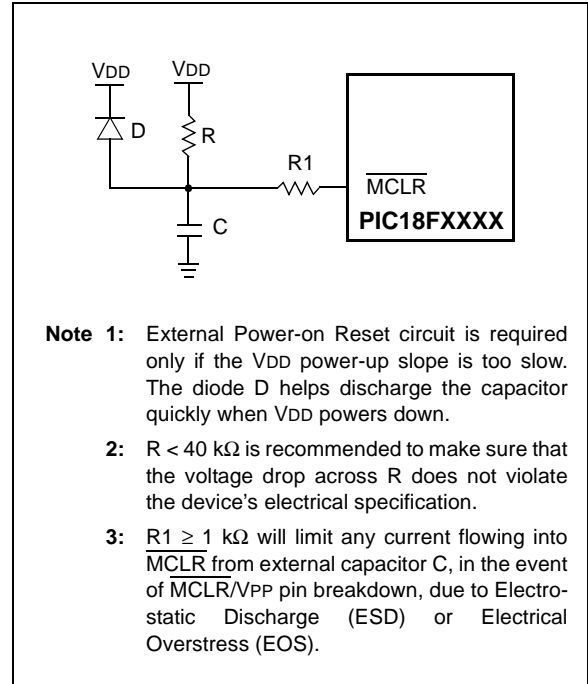 VDD VDD
D
R
R1
C
MCLR
PIC18FXXXX
Note 1: External Power-on Reset circuit is required
only if the VDD power-up slope is too slow.
The diode D helps discharge the capacitor
quickly when VDD powers down.
2: R < 40 kΩ is recommended to make sure that
the voltage drop across R does not violate
the device's electrical specification.
3: R1 ≥ 1 kΩ will limit any current flowing into
MCLR from external capacitor C, in the event
of MCLR/VPP pin breakdown, due to Electro-
static Discharge (ESD) or Electrical
Overstress (EOS).